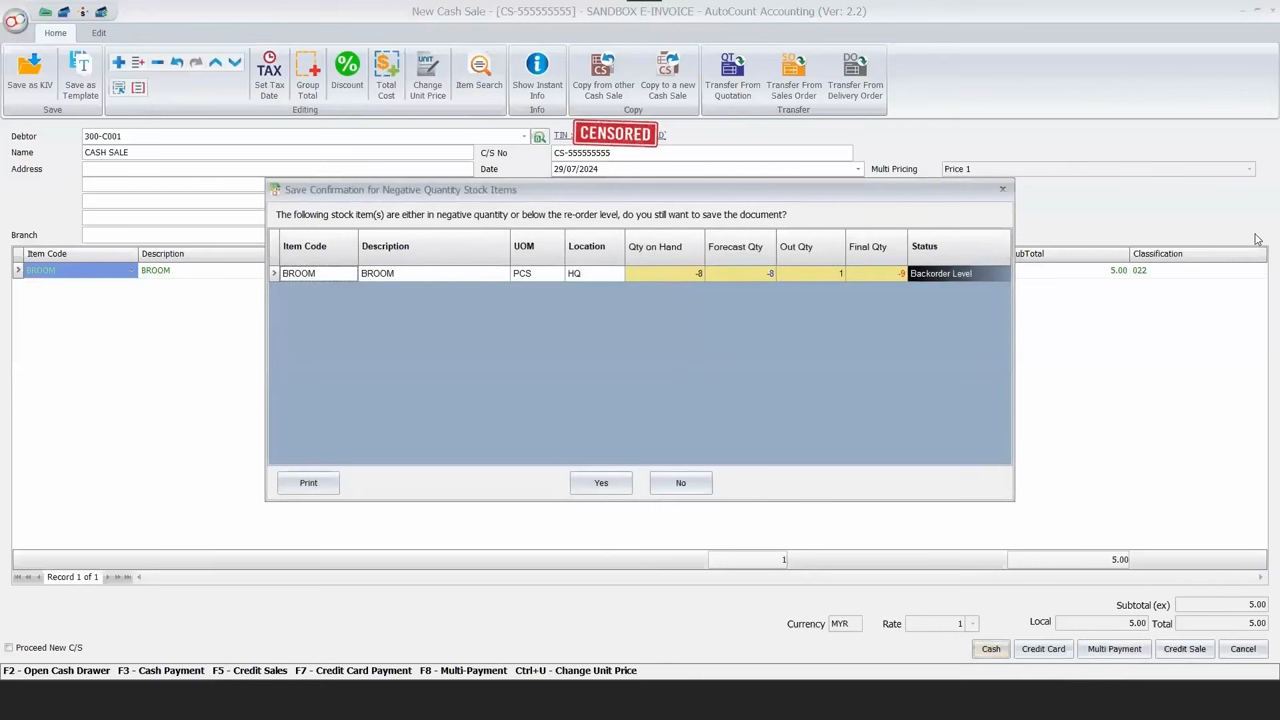 New Cash Sale - [CS-555555555] - SANDBOX E-INVOICE - AutoCount Accounting (Ver: 2.2)
Home Edit
Save as KIV
Save as Template
TAX
Set Tax Date
Group Total
Discount
Total Cost
UNIT PRICE
Change Unit Price
Item Search
Show Instant Info
CS
Copy from other Cash Sale
CS
Copy to a new Cash Sale
QT
Transfer From Quotation
SO
Transfer From Sales Order
DO
Transfer From Delivery Order
Save Editing Info Copy Transfer
Debtor 300-C001 TIN : CENSORED
Name CASH SALE C/S No CS-555555555
Address Date 29/07/2024 Multi Pricing Price 1
Branch
Save Confirmation for Negative Quantity Stock Items
The following stock item(s) are either in negative quantity or below the re-order level, do you still want to save the document?
Item Code Description UOM Location Qty on Hand Forecast Qty Out Qty Final Qty Status
BROOM BROOM PCS HQ -8 -8 1 -9 Backorder Level
Print Yes No
Item Code Description ubTotal Classification
BROOM BROOM 5.00 022
1 5.00
Record 1 of 1
Subtotal (ex) 5.00
Currency MYR Rate 1 Local 5.00 Total 5.00
Proceed New C/S Cash Credit Card Multi Payment Credit Sale Cancel
F2 - Open Cash Drawer F3 - Cash Payment F5 - Credit Sales F7 - Credit Card Payment F8 - Multi-Payment Ctrl+U - Change Unit Price